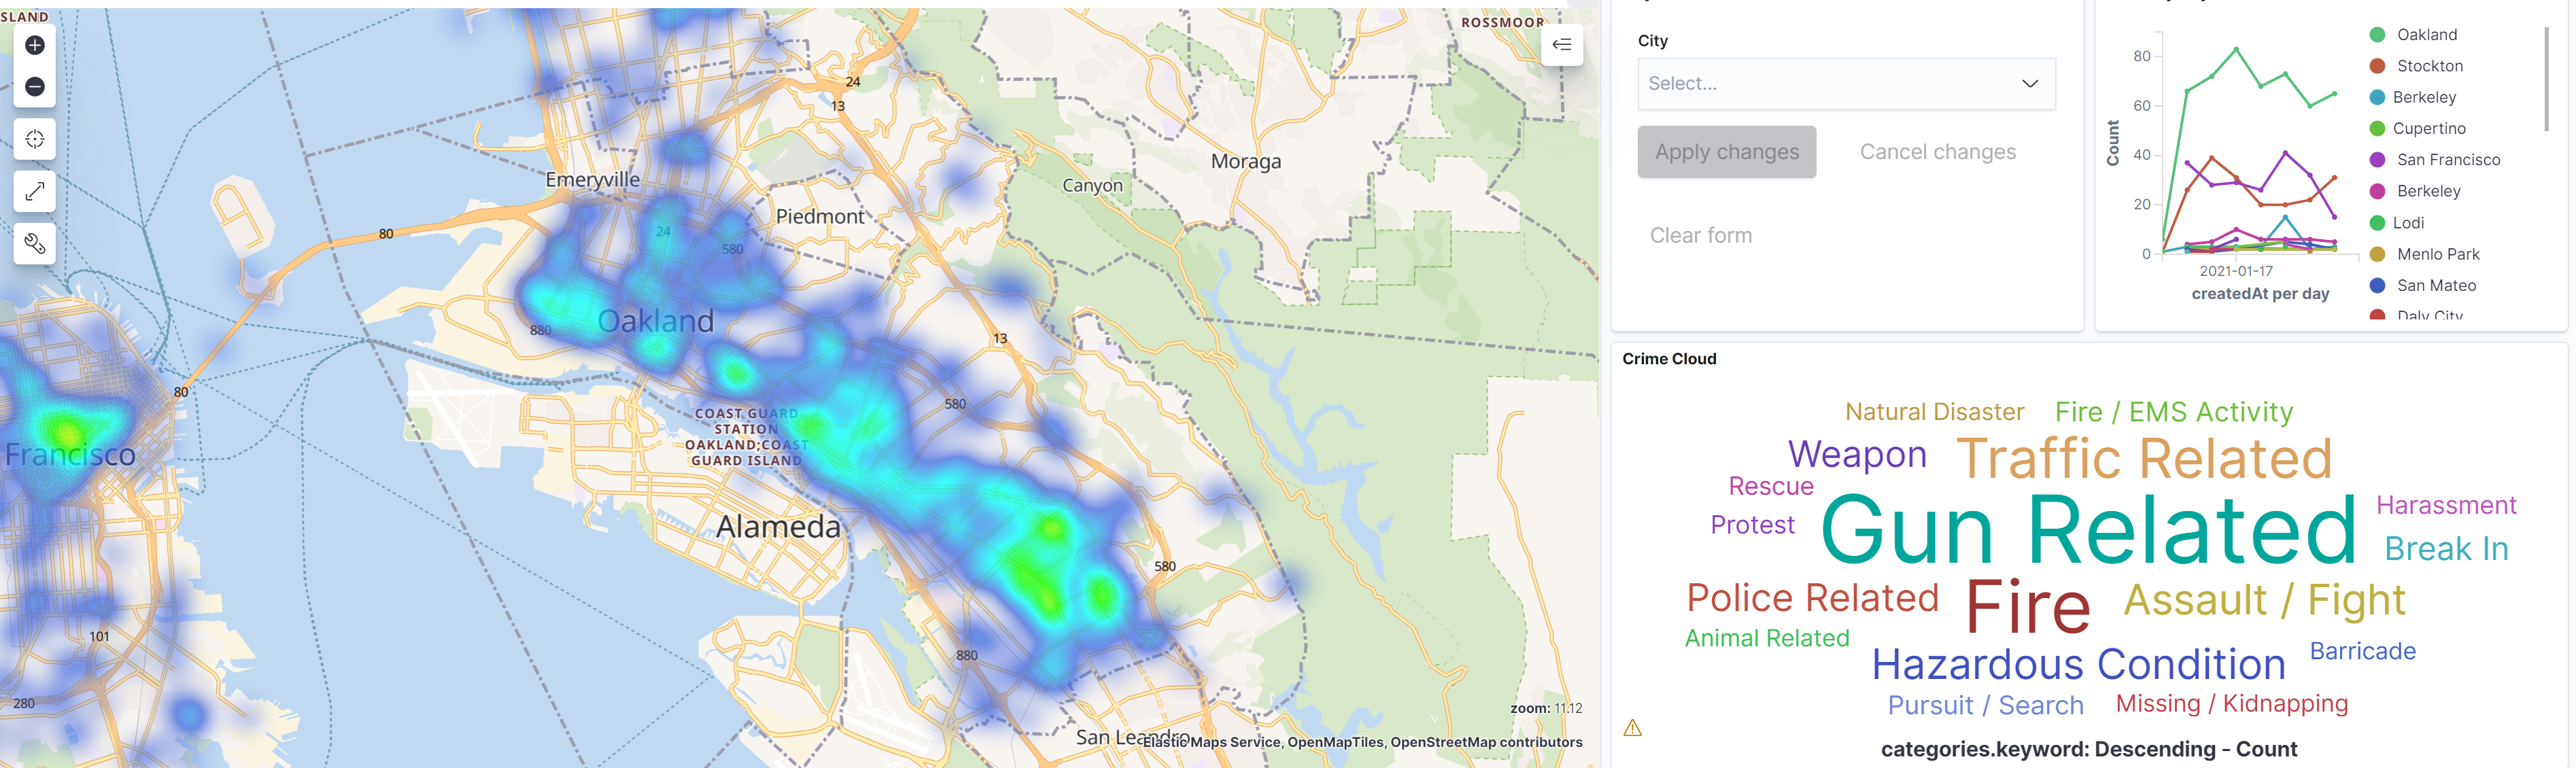 SLAND
ROSSMOOR
24
13
Moraga
Emeryville
Canyon
Piedmont
80
24
580
Oakland
880
13
80
580
COAST GUARD
STATION
OAKLAND;COAST
GUARD ISLAND
Francisco
Alameda
580
101
880
280
zoom: 11.12
San Leandro
Elastic Maps Service, OpenMapTiles, OpenStreetMap contributors
City
Select...
Apply changes
Cancel changes
Clear form
Count
80
60
40
20
0
2021-01-17
createdAt per day
Oakland
Stockton
Berkeley
Cupertino
San Francisco
Berkeley
Lodi
Menlo Park
San Mateo
Daly City
Crime Cloud
Natural Disaster
Fire / EMS Activity
Weapon
Traffic Related
Rescue
Gun Related
Harassment
Protest
Break In
Police Related
Fire
Assault / Fight
Animal Related
Hazardous Condition
Barricade
Pursuit / Search
Missing / Kidnapping
categories.keyword: Descending - Count